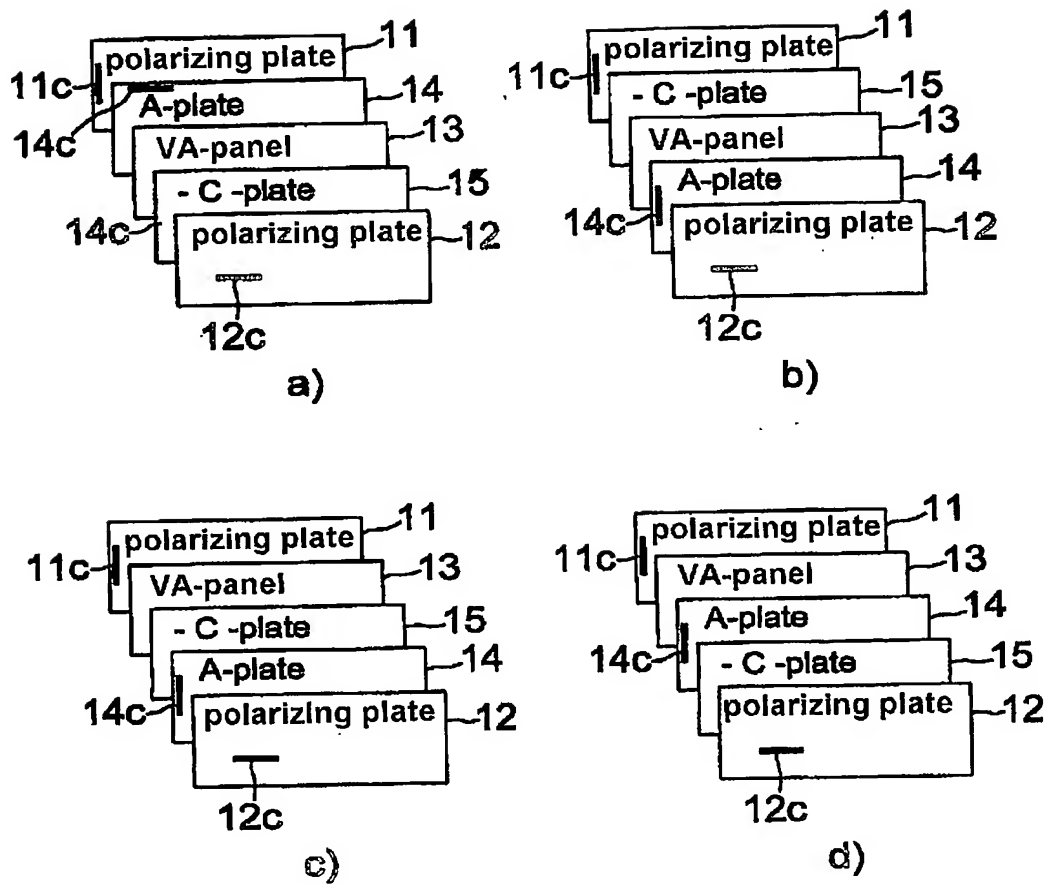 polarizing plate 11
11c
A-plate 14
14c
VA-panel 13
- C -plate 15
14c
polarizing plate 12
12c
a)
polarizing plate 11
11c
- C -plate 15
VA-panel 13
A-plate 14
14c
polarizing plate 12
12c
b)
polarizing plate 11
11c
VA-panel 13
- C -plate 15
A-plate 14
14c
polarizing plate 12
12c
c)
polarizing plate 11
11c
VA-panel 13
A-plate 14
14c
- C -plate 15
polarizing plate 12
12c
d)